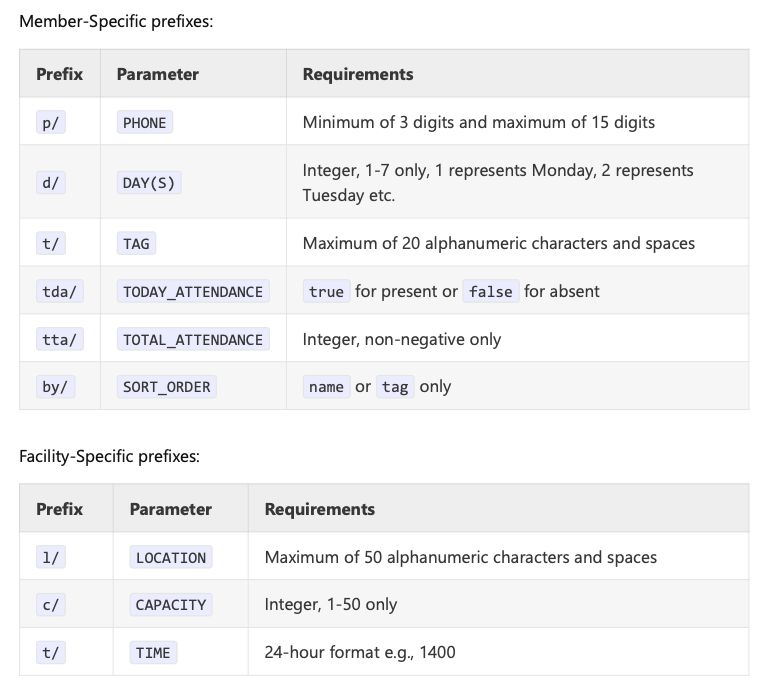 Member-Specific prefixes:
Prefix Parameter Requirements
p/ PHONE Minimum of 3 digits and maximum of 15 digits
d/ DAY(S) Integer, 1-7 only, 1 represents Monday, 2 represents
Tuesday etc.
t/ TAG Maximum of 20 alphanumeric characters and spaces
tda/ TODAY_ATTENDANCE true for present or false for absent
tta/ TOTAL_ATTENDANCE Integer, non-negative only
by/ SORT_ORDER name or tag only
Facility-Specific prefixes:
Prefix Parameter Requirements
l/ LOCATION Maximum of 50 alphanumeric characters and spaces
c/ CAPACITY Integer, 1-50 only
t/ TIME 24-hour format e.g., 1400